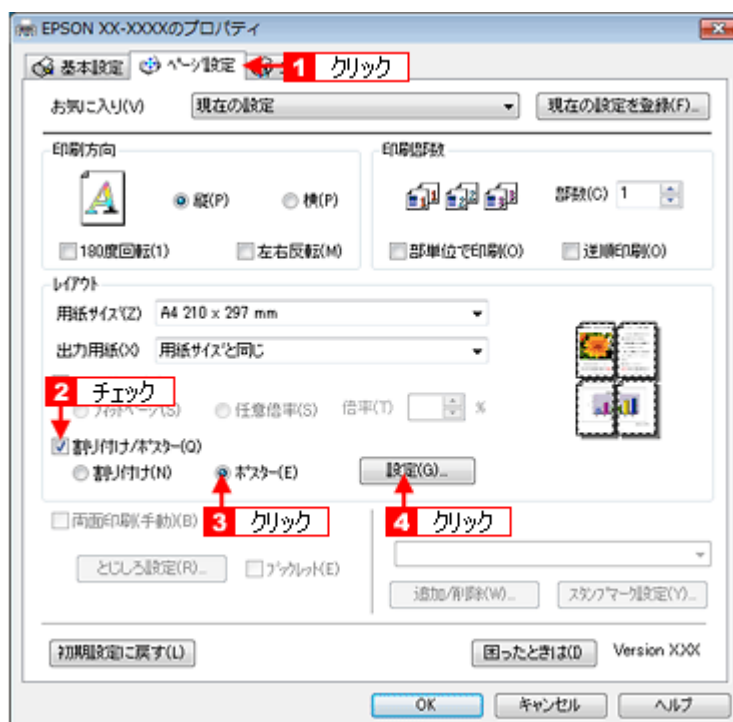 EPSON XX-XXXXのプロパティ
基本設定 ページ設定 1 クリック
お気に入り(V) 現在の設定 現在の設定を登録(F)...
印刷方向 印刷部数
縦(P) 横(P) 部数(C) 1
180度回転(1) 左右反転(M) 部単位で印刷(O) 逆順印刷(O)
レイアウト
用紙サイズ(Z) A4 210 x 297 mm
出力用紙(X) 用紙サイズと同じ
2 チェック
フィットページ(S) 任意倍率(S) 倍率(T) %
割り付け/ポスター(Q)
割り付け(N) ポスター(E) 設定(G)...
両面印刷(手動)(B) 3 クリック 4 クリック
とじしろ設定(R)... ブックレット(E)
追加/削除(W)... スタンプマーク設定(Y)...
初期設定に戻す(L) 困ったときは(I) Version X.XX
OK キャンセル ヘルプ